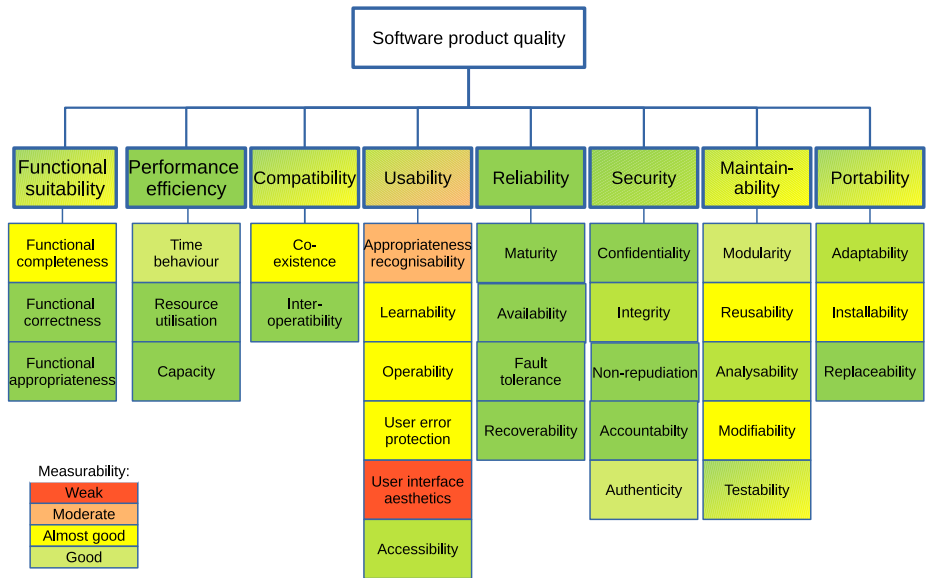 Software product quality
Functional
suitability
Performance
efficiency
Compatibility
Usability
Reliability
Security
Maintain-
ability
Portability
Functional
completeness
Functional
correctness
Functional
appropriateness
Time
behaviour
Resource
utilisation
Capacity
Co-
existence
Inter-
operatibility
Appropriateness
recognisability
Learnability
Operability
User error
protection
User interface
aesthetics
Accessibility
Maturity
Availability
Fault
tolerance
Recoverability
Confidentiality
Integrity
Non-repudiation
Accountabilty
Authenticity
Modularity
Reusability
Analysability
Modifiability
Testability
Adaptability
Installability
Replaceability
Measurability:
Weak
Moderate
Almost good
Good